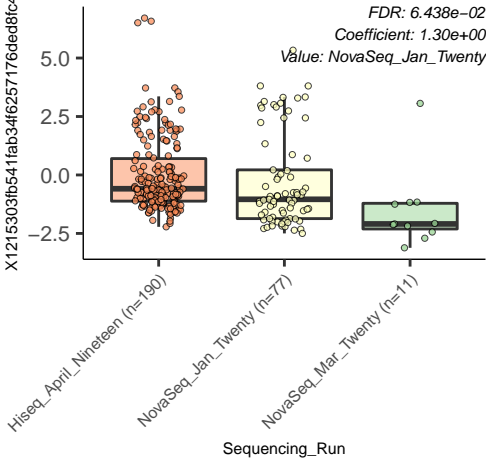 FDR: 6.438e−02
Coefficient: 1.30e+00
Value: NovaSeq_Jan_Twenty
X1215303fb541fab34f6257176ded8fc4
5.0
2.5
0.0
−2.5
Hiseq_April_Nineteen (n=190)
NovaSeq_Jan_Twenty (n=77)
NovaSeq_Mar_Twenty (n=11)
Sequencing_Run